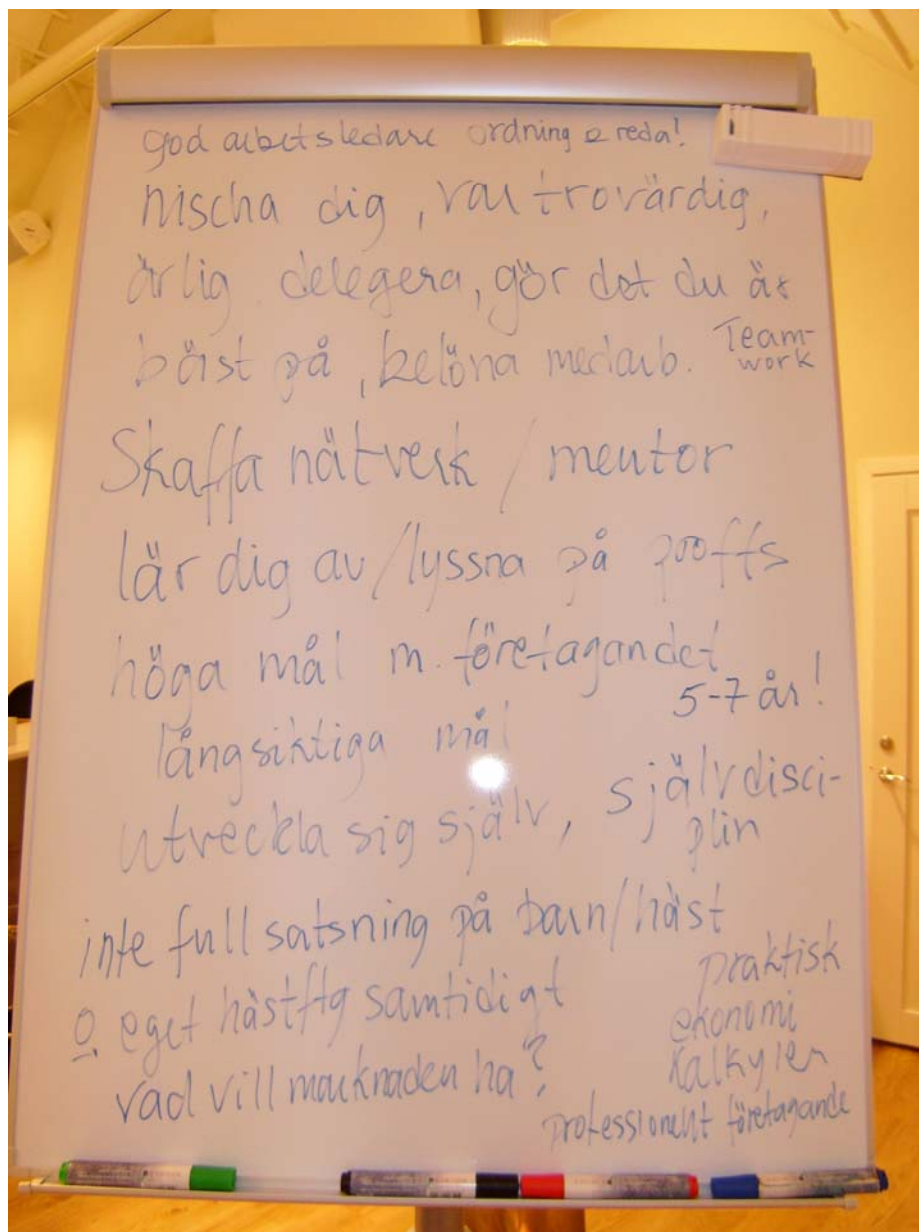 god arbetsledare ordning o reda!
nischa dig, var trovärdig,
ärlig. delegera, gör det du är
bäst på, belöna medarb. Team-
work
Skaffa nätverk / mentor
lär dig av/lyssna på proffs
höga mål m. företagandet
5-7 år!
långsiktiga mål
utveckla sig själv, självdisci-
plin
inte full satsning på barn/häst
o eget hästftg samtidigt
vad vill marknaden ha?
praktisk
ekonomi
kalkyler
professionellt företagande